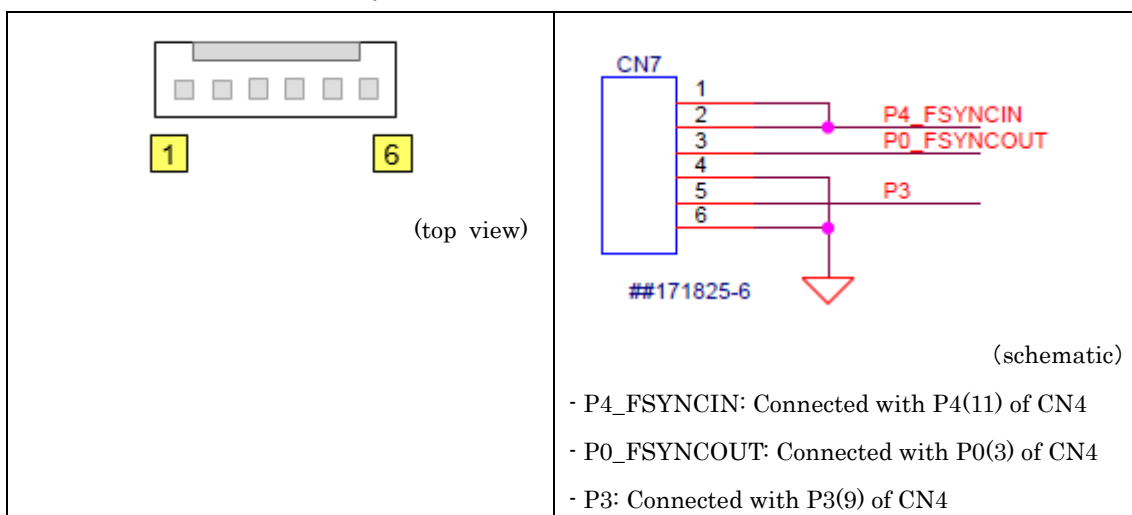 1
6
(top view)
CN7
1
2
3
4
5
6
P4_FSYNCIN
P0_FSYNCOUT
P3
##171825-6
(schematic)
- P4_FSYNCIN: Connected with P4(11) of CN4
- P0_FSYNCOUT: Connected with P0(3) of CN4
- P3: Connected with P3(9) of CN4